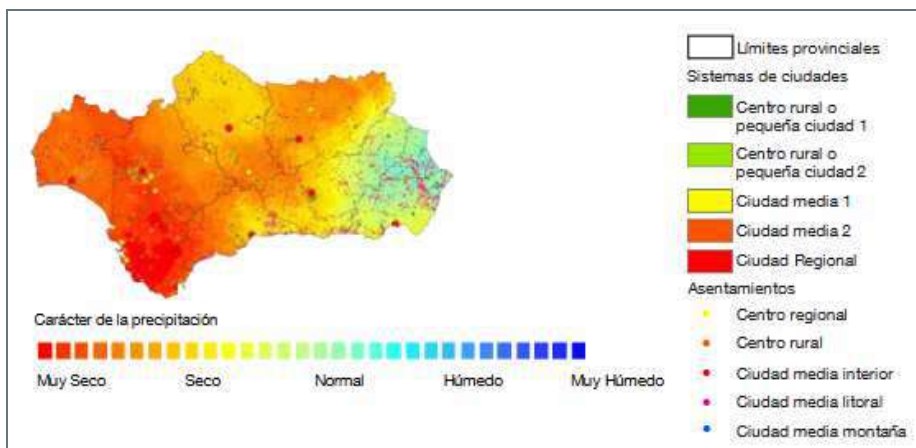 Límites provinciales
Sistemas de ciudades
Centro rural o
pequeña ciudad 1
Centro rural o
pequeña ciudad 2
Ciudad media 1
Ciudad media 2
Ciudad Regional
Asentamientos
Centro regional
Centro rural
Ciudad media interior
Ciudad media litoral
Ciudad media montaña
Carácter de la precipitación
Muy Seco Seco Normal Húmedo Muy Húmedo